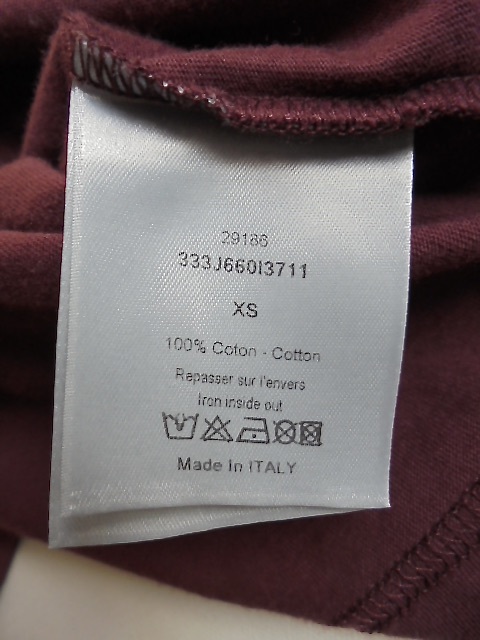 29186
333J660I3711
XS
100% Coton - Cotton
Repasser sur l'envers
Iron inside out
Made In ITALY